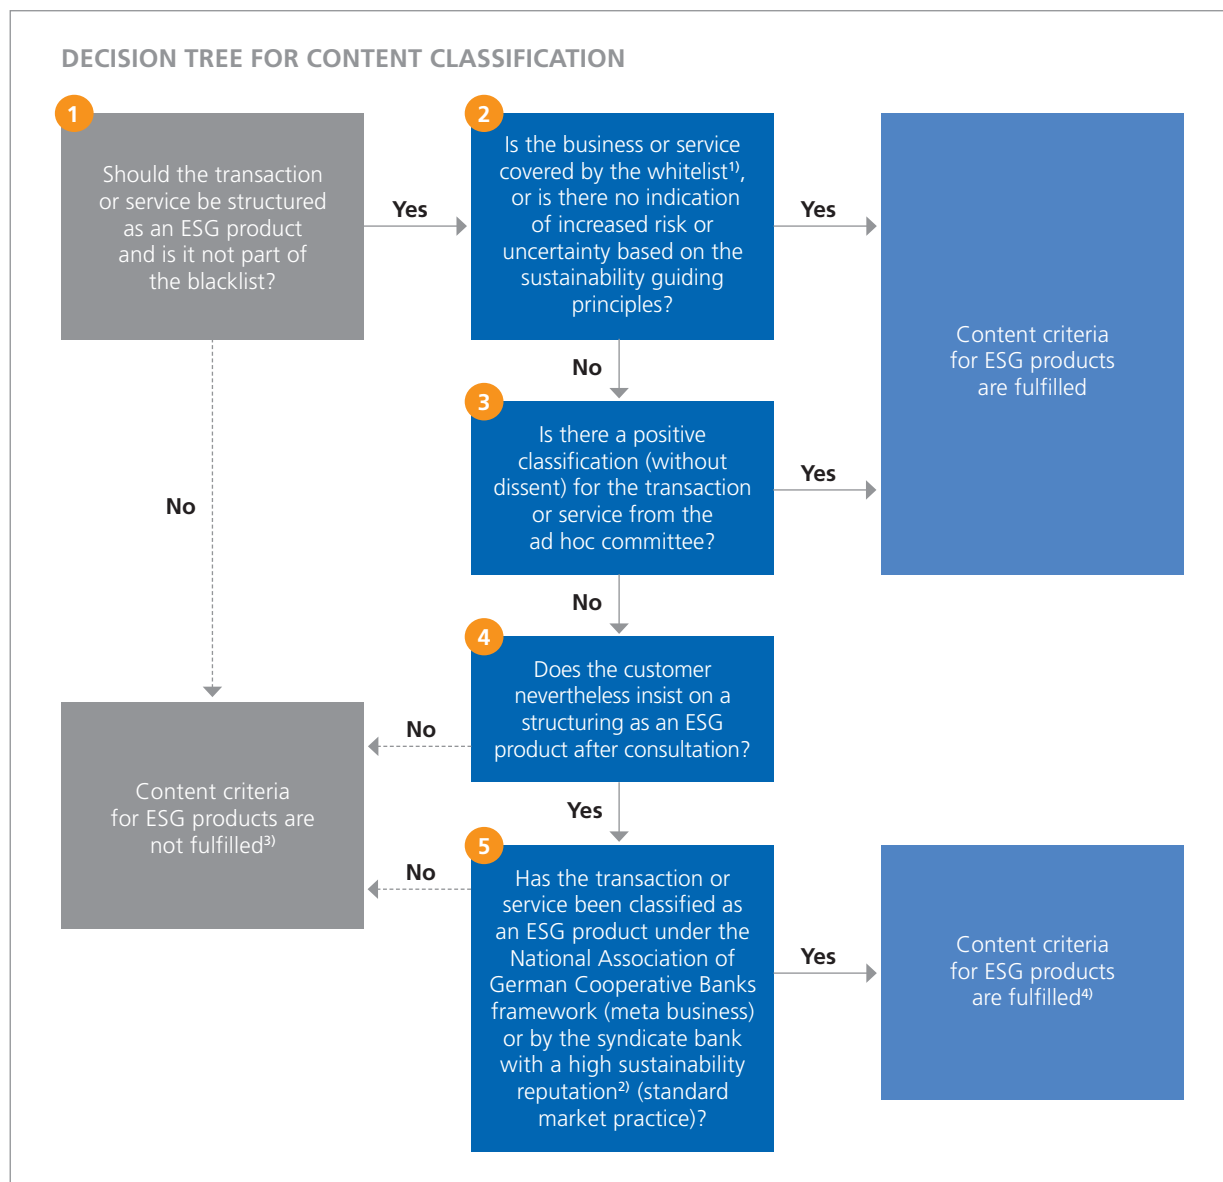 DECISION TREE FOR CONTENT CLASSIFICATION
1
Should the transaction
or service be structured
as an ESG product
and is it not part of
the blacklist?
Yes
2
Is the business or service
covered by the whitelist¹⁾,
or is there no indication
of increased risk or
uncertainty based on the
sustainability guiding
principles?
Yes
Content criteria
for ESG products
are fulfilled
No
3
Is there a positive
classification (without
dissent) for the transaction
or service from the
ad hoc committee?
Yes
No
No
4
Does the customer
nevertheless insist on a
structuring as an ESG
product after consultation?
No
Content criteria
for ESG products are
not fulfilled³⁾
Yes
5
Has the transaction or
service been classified as
an ESG product under the
National Association of
German Cooperative Banks
framework (meta business)
or by the syndicate bank
with a high sustainability
reputation²⁾ (standard
market practice)?
No
Yes
Content criteria
for ESG products
are fulfilled⁴⁾